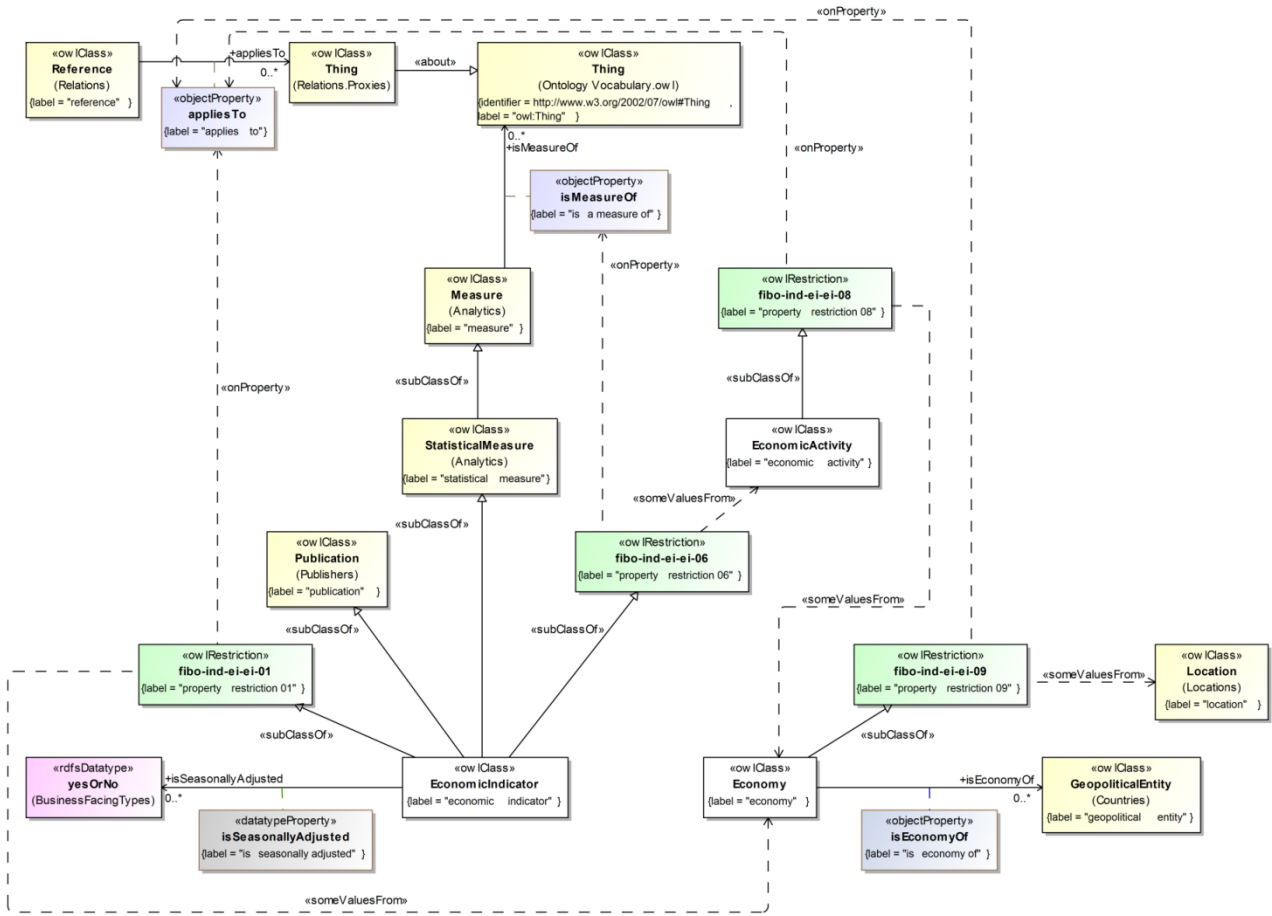 «onProperty»
«owlClass»
Reference
(Relations)
{label = "reference" }
+appliesTo
0..*
«owlClass»
Thing
(Relations.Proxies)
«about»
«owlClass»
Thing
(Ontology Vocabulary.owl)
{identifier = http://www.w3.org/2002/07/owl#Thing ,
label = "owl:Thing" }
«objectProperty»
appliesTo
{label = "applies to"}
0..*
+isMeasureOf
«onProperty»
«objectProperty»
isMeasureOf
{label = "is a measure of" }
«onProperty»
«owlClass»
Measure
(Analytics)
{label = "measure" }
«owlRestriction»
fibo-ind-ei-ei-08
{label = "property restriction 08" }
«onProperty»
«subClassOf»
«subClassOf»
«owlClass»
StatisticalMeasure
(Analytics)
{label = "statistical measure" }
«owlClass»
EconomicActivity
{label = "economic activity" }
«someValuesFrom»
«subClassOf»
«owlClass»
Publication
(Publishers)
{label = "publication" }
«owlRestriction»
fibo-ind-ei-ei-06
{label = "property restriction 06" }
«someValuesFrom»
«subClassOf»
«subClassOf»
«owlRestriction»
fibo-ind-ei-ei-01
{label = "property restriction 01" }
«owlRestriction»
fibo-ind-ei-ei-09
{label = "property restriction 09" }
«someValuesFrom»
«owlClass»
Location
(Locations)
{label = "location" }
«subClassOf»
«subClassOf»
«rdfsDatatype»
yesOrNo
(BusinessFacingTypes)
+isSeasonallyAdjusted
0..*
«owlClass»
EconomicIndicator
{label = "economic indicator" }
«owlClass»
Economy
{label = "economy" }
+isEconomyOf
0..*
«owlClass»
GeopoliticalEntity
(Countries)
{label = "geopolitical entity" }
«datatypeProperty»
isSeasonallyAdjusted
{label = "is seasonally adjusted" }
«objectProperty»
isEconomyOf
{label = "is economy of" }
«someValuesFrom»